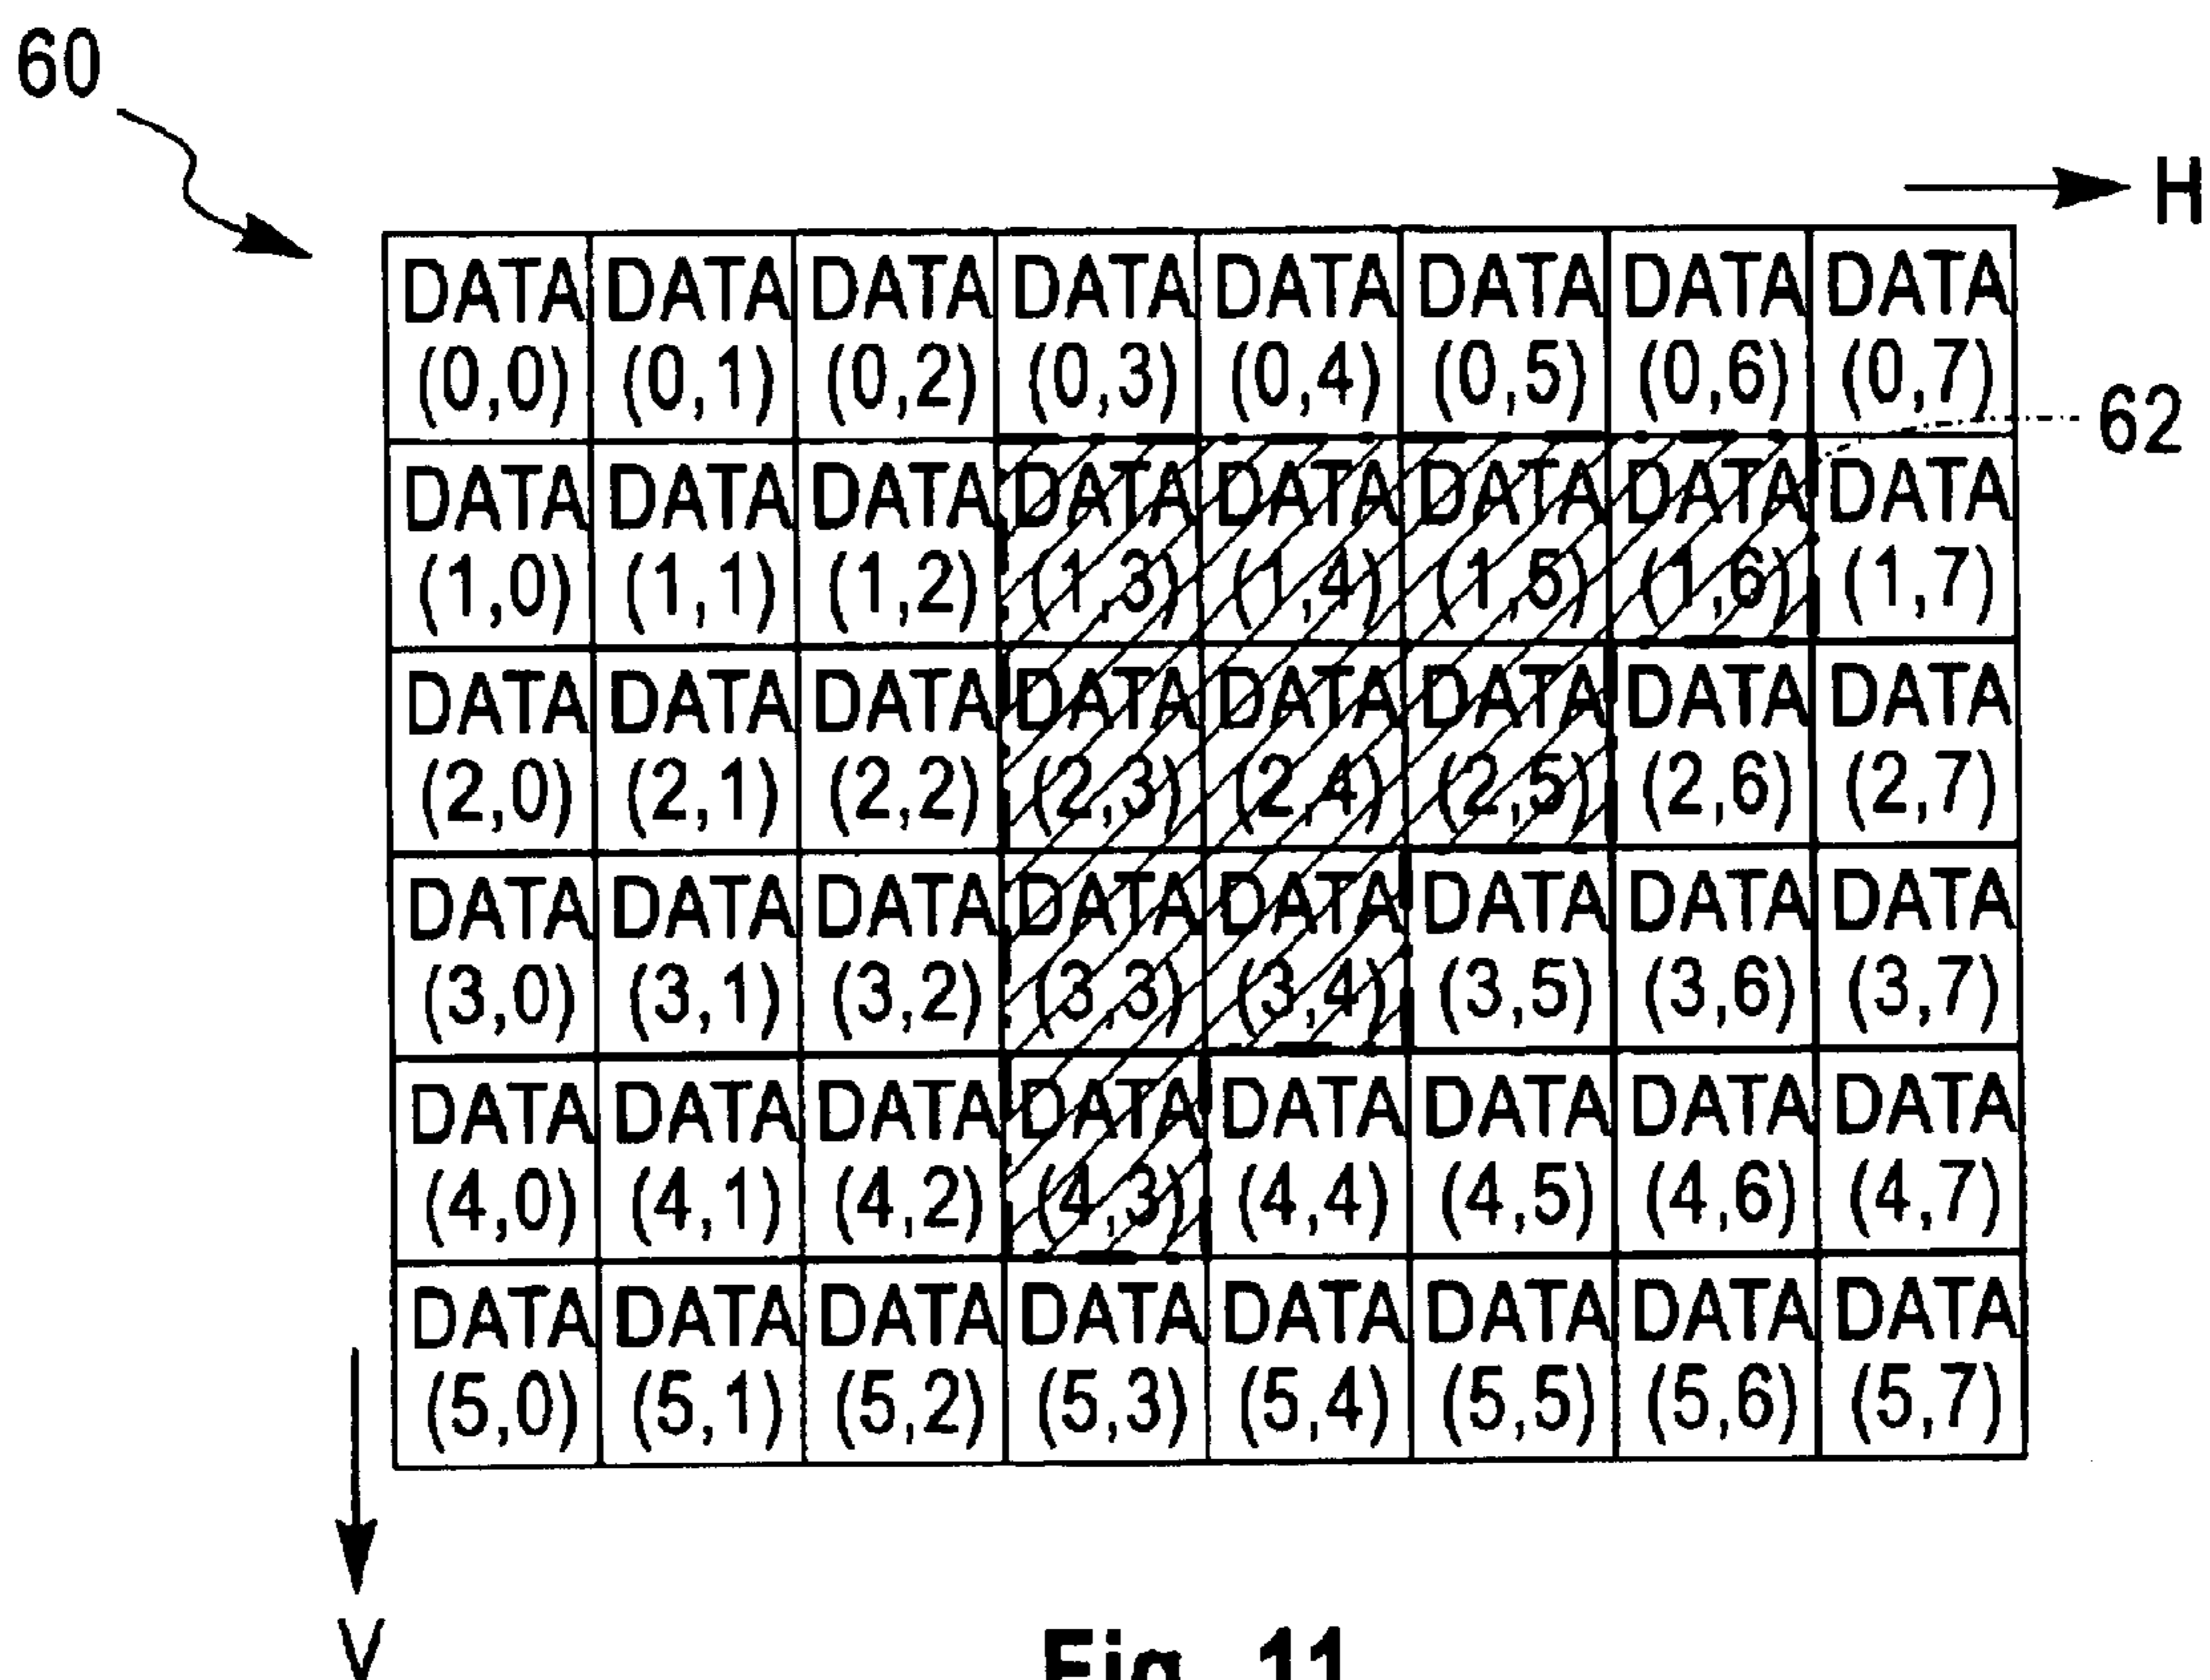 60
H
DATA DATA DATA DATA DATA DATA DATA DATA
(0,0) (0,1) (0,2) (0,3) (0,4) (0,5) (0,6) (0,7)
62
DATA DATA DATA DATA DATA DATA DATA DATA
(1,0) (1,1) (1,2) (1,3) (1,4) (1,5) (1,6) (1,7)
DATA DATA DATA DATA DATA DATA DATA DATA
(2,0) (2,1) (2,2) (2,3) (2,4) (2,5) (2,6) (2,7)
DATA DATA DATA DATA DATA DATA DATA DATA
(3,0) (3,1) (3,2) (3,3) (3,4) (3,5) (3,6) (3,7)
DATA DATA DATA DATA DATA DATA DATA DATA
(4,0) (4,1) (4,2) (4,3) (4,4) (4,5) (4,6) (4,7)
DATA DATA DATA DATA DATA DATA DATA DATA
(5,0) (5,1) (5,2) (5,3) (5,4) (5,5) (5,6) (5,7)
V
Fig. 11